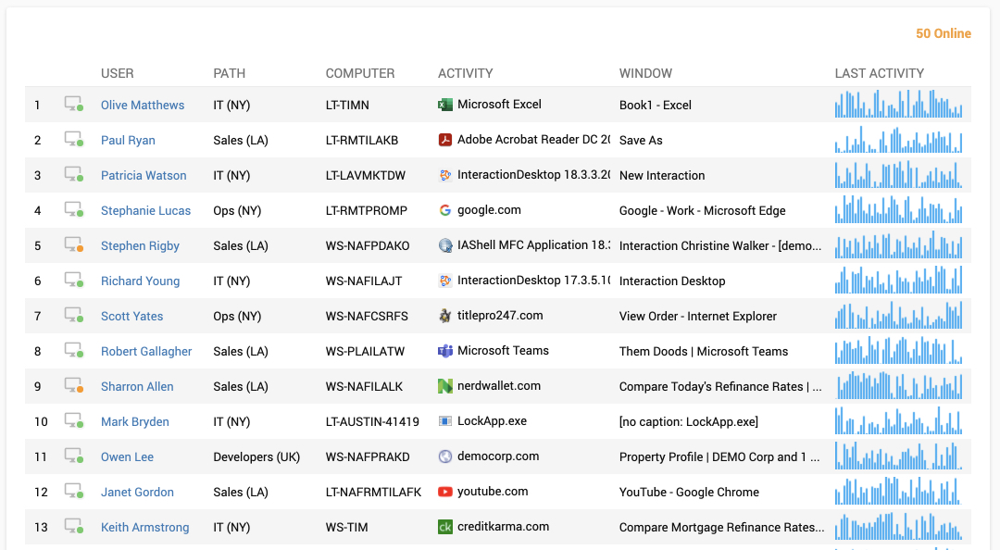 50 Online
USER PATH COMPUTER ACTIVITY WINDOW LAST ACTIVITY
1 Olive Matthews IT (NY) LT-TIMN Microsoft Excel Book1 - Excel
2 Paul Ryan Sales (LA) LT-RMTILAKB Adobe Acrobat Reader DC 20 Save As
3 Patricia Watson IT (NY) LT-LAVMKTDW InteractionDesktop 18.3.3.20 New Interaction
4 Stephanie Lucas Ops (NY) LT-RMTPROMP google.com Google - Work - Microsoft Edge
5 Stephen Rigby Sales (LA) WS-NAFPDAKO IAShell MFC Application 18.3 Interaction Christine Walker - [demo...
6 Richard Young IT (NY) WS-NAFILAJT InteractionDesktop 17.3.5.10 Interaction Desktop
7 Scott Yates Ops (NY) WS-NAFCSRFS titlepro247.com View Order - Internet Explorer
8 Robert Gallagher Sales (LA) WS-PLAILATW Microsoft Teams Them Doods | Microsoft Teams
9 Sharron Allen Sales (LA) WS-NAFILALK nerdwallet.com Compare Today's Refinance Rates | ...
10 Mark Bryden IT (NY) LT-AUSTIN-41419 LockApp.exe [no caption: LockApp.exe]
11 Owen Lee Developers (UK) WS-NAFPRAKD democorp.com Property Profile | DEMO Corp and 1 ...
12 Janet Gordon Sales (LA) LT-NAFRMTILAFK youtube.com YouTube - Google Chrome
13 Keith Armstrong IT (NY) WS-TIM ck creditkarma.com Compare Mortgage Refinance Rates...